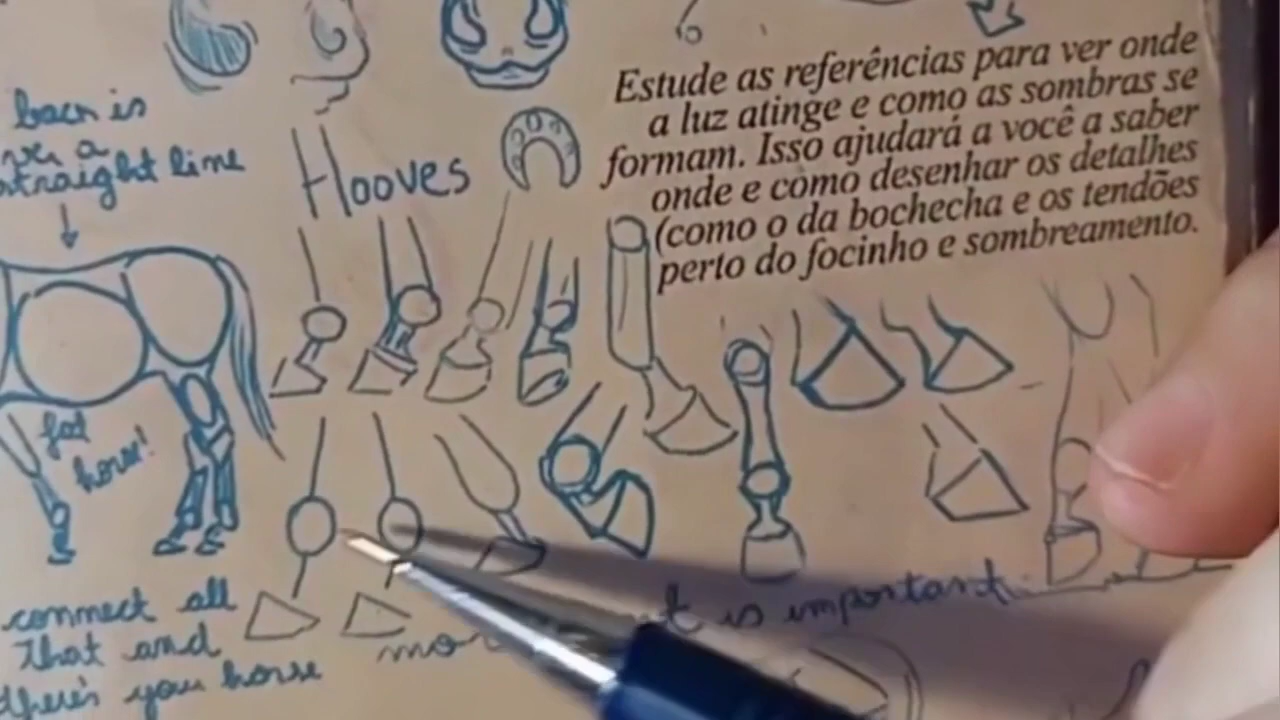 Estude as referências para ver onde
a luz atinge e como as sombras se
formam. Isso ajudará a você a saber
onde e como desenhar os detalhes
(como o da bochecha e os tendões
perto do focinho e sombreamento.
back is
a
straight line
Hooves
fat
horse!
connect all
that and
there's your horse
is important